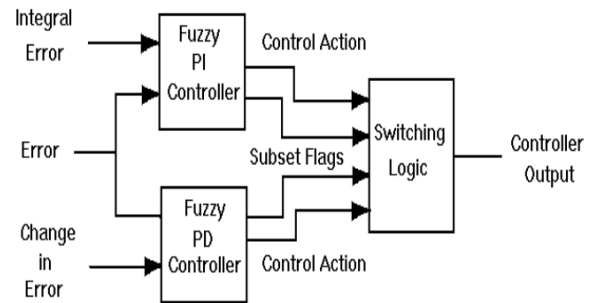 Integral
Error
Fuzzy
PI
Controller
Control Action
Error
Subset Flags
Switching
Logic
Controller
Output
Change
in
Error
Fuzzy
PD
Controller
Control Action